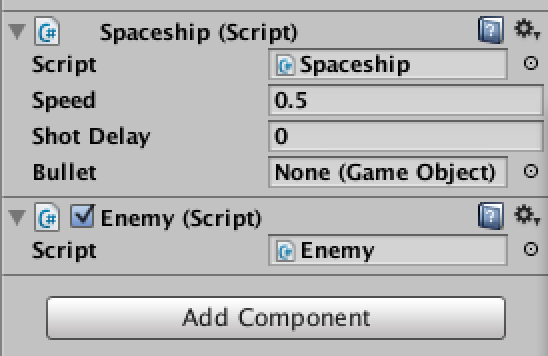 Spaceship (Script)
Script Spaceship
Speed 0.5
Shot Delay 0
Bullet None (Game Object)
Enemy (Script)
Script Enemy
Add Component